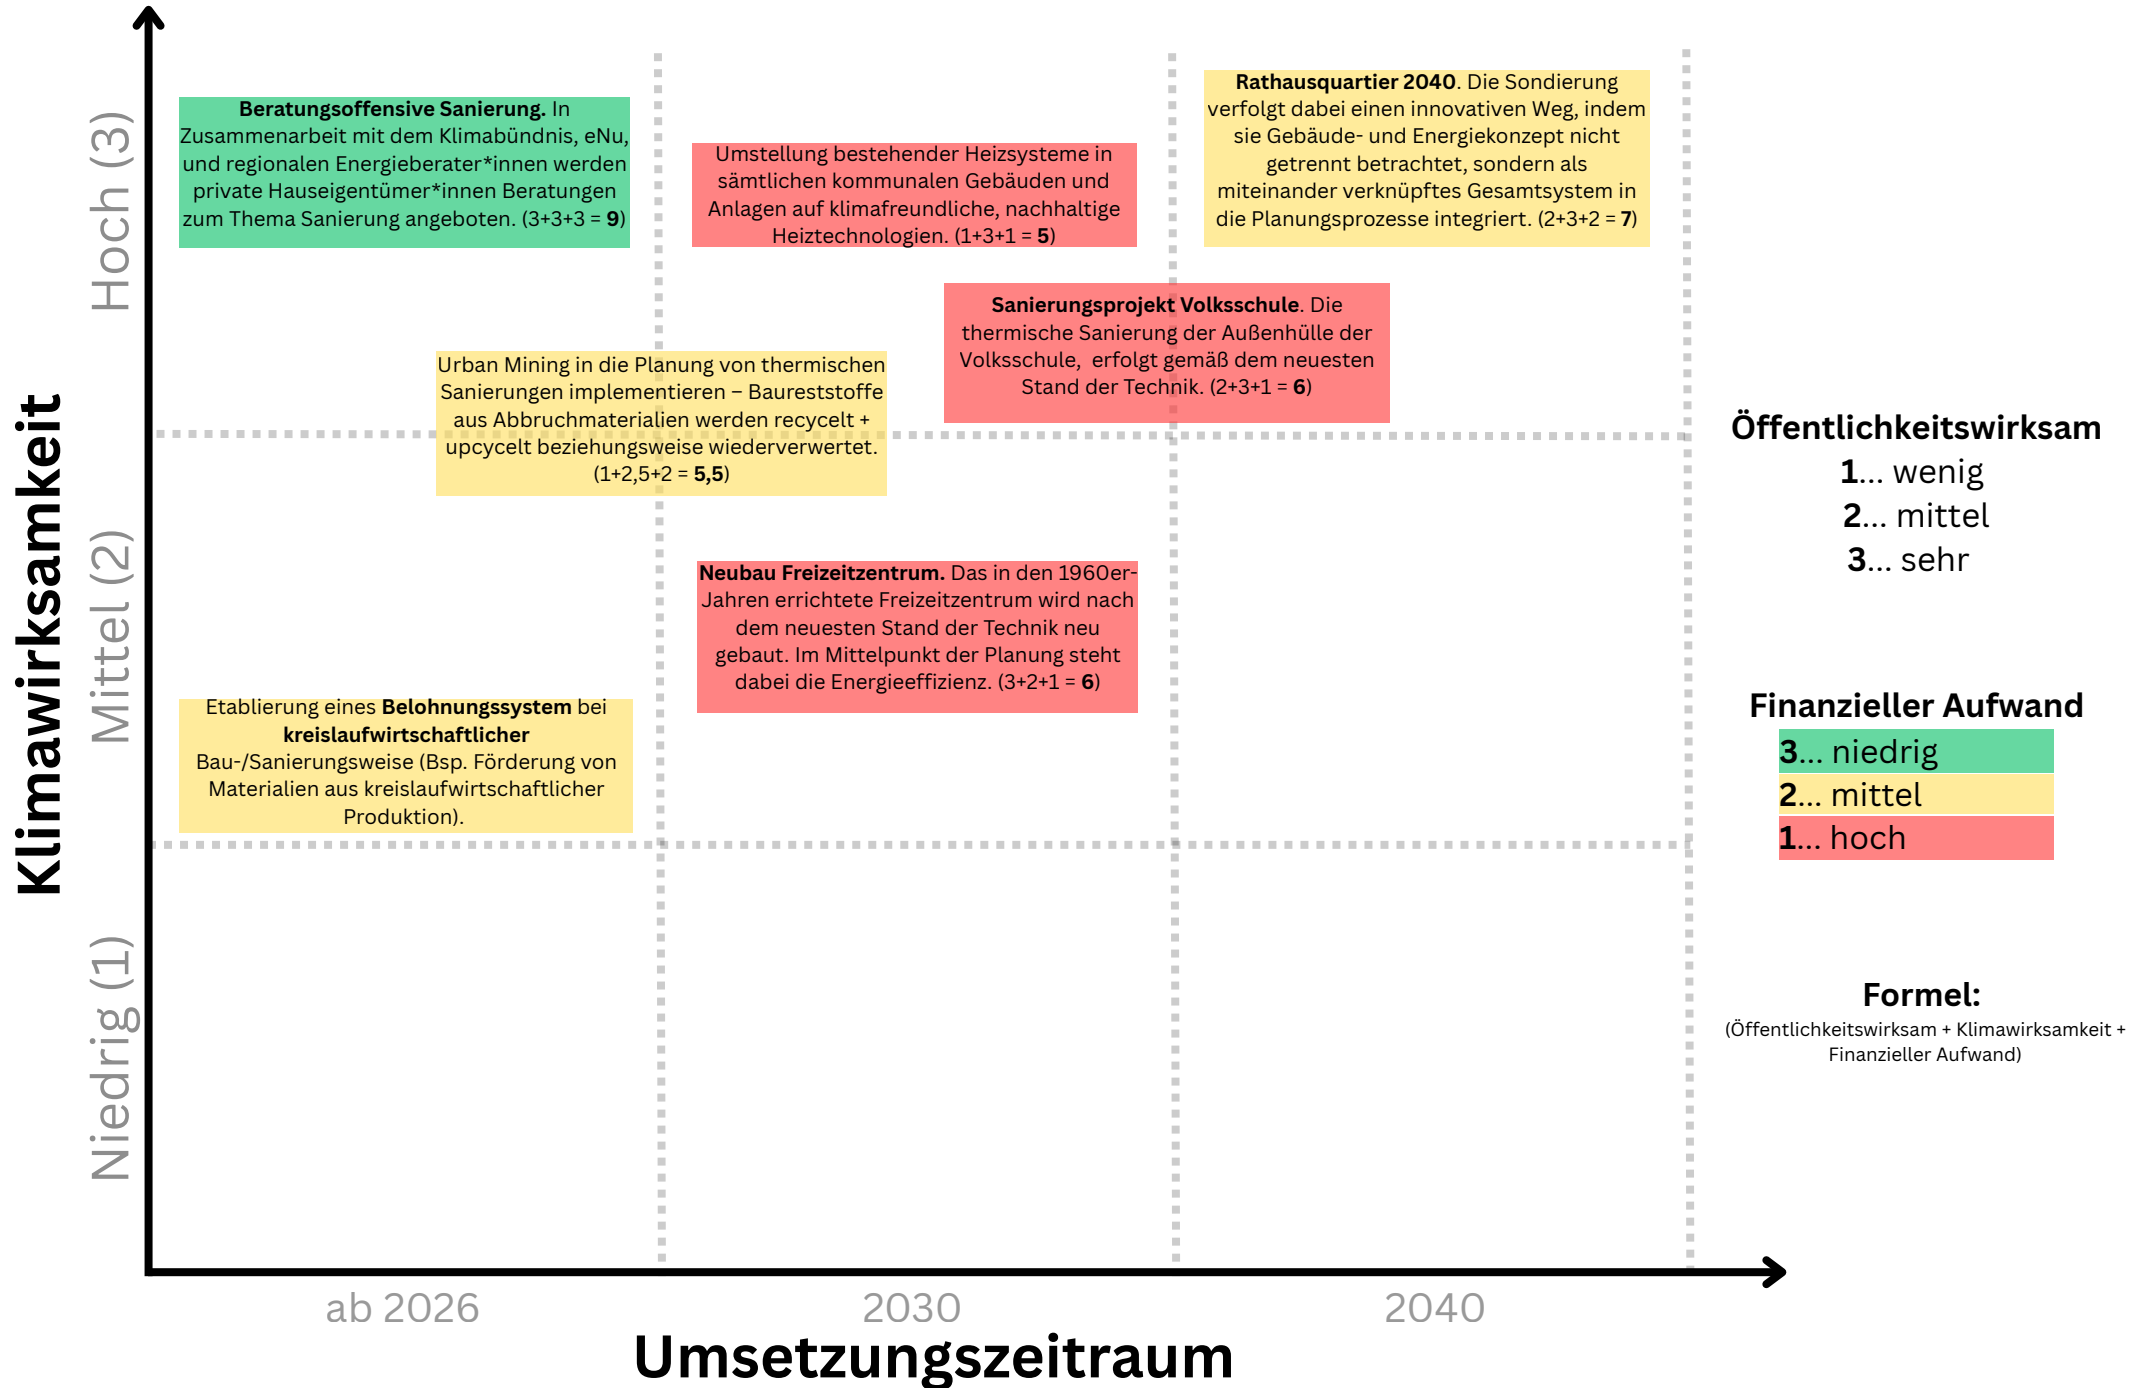 Klimawirksamkeit
Hoch (3)
Mittel (2)
Niedrig (1)
Beratungsoffensive Sanierung. In
Zusammenarbeit mit dem Klimabündnis, eNu,
und regionalen Energieberater*innen werden
private Hauseigentümer*innen Beratungen
zum Thema Sanierung angeboten. (3+3+3 = 9)
Umstellung bestehender Heizsysteme in
sämtlichen kommunalen Gebäuden und
Anlagen auf klimafreundliche, nachhaltige
Heiztechnologien. (1+3+1 = 5)
Rathausquartier 2040. Die Sondierung
verfolgt dabei einen innovativen Weg, indem
sie Gebäude- und Energiekonzept nicht
getrennt betrachtet, sondern als
miteinander verknüpftes Gesamtsystem in
die Planungsprozesse integriert. (2+3+2 = 7)
Sanierungsprojekt Volksschule. Die
thermische Sanierung der Außenhülle der
Volksschule,  erfolgt gemäß dem neuesten
Stand der Technik. (2+3+1 = 6)
Urban Mining in die Planung von thermischen
Sanierungen implementieren – Baureststoffe
aus Abbruchmaterialien werden recycelt +
upcycelt beziehungsweise wiederverwertet.
(1+2,5+2 = 5,5)
Neubau Freizeitzentrum. Das in den 1960er-
Jahren errichtete Freizeitzentrum wird nach
dem neuesten Stand der Technik neu
gebaut. Im Mittelpunkt der Planung steht
dabei die Energieeffizienz. (3+2+1 = 6)
Etablierung eines Belohnungssystem bei
kreislaufwirtschaftlicher
Bau-/Sanierungsweise (Bsp. Förderung von
Materialien aus kreislaufwirtschaftlicher
Produktion).
Öffentlichkeitswirksam
1... wenig
2... mittel
3... sehr
Finanzieller Aufwand
3... niedrig
2... mittel
1... hoch
Formel:
(Öffentlichkeitswirksam + Klimawirksamkeit +
Finanzieller Aufwand)
ab 2026
2030
2040
Umsetzungszeitraum